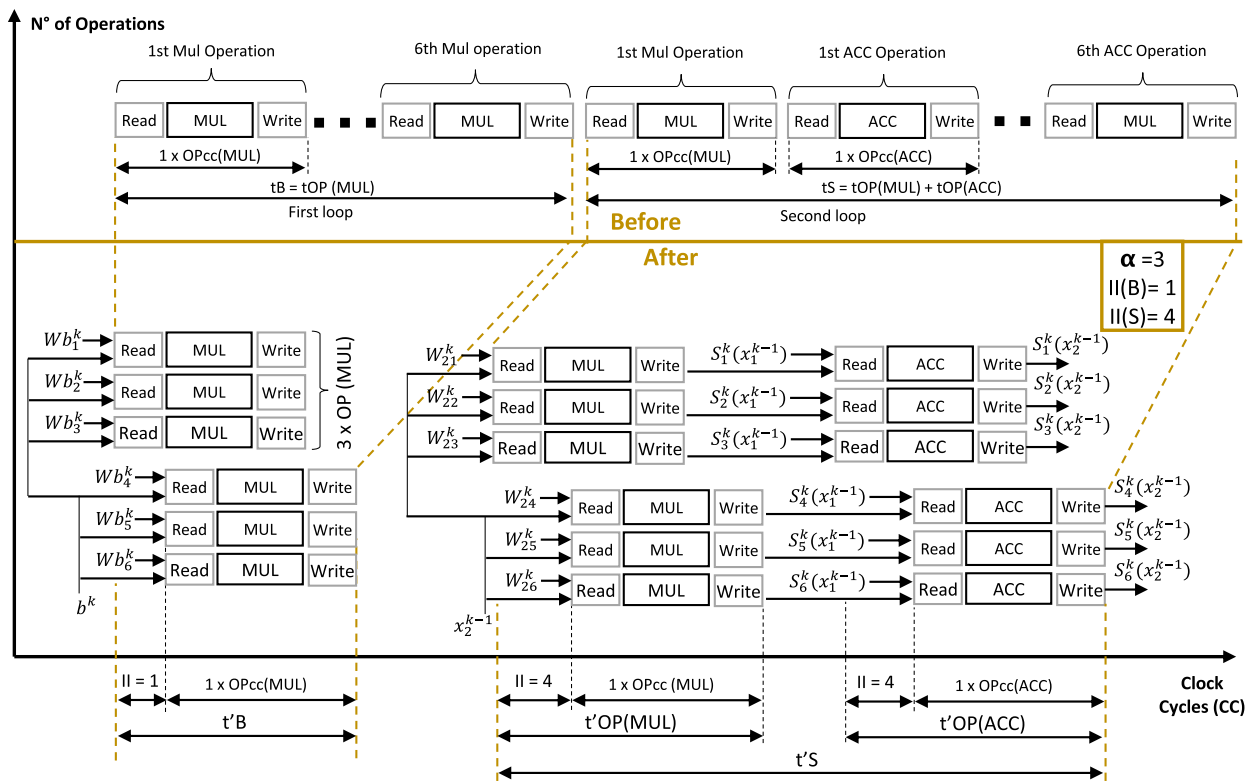 N° of Operations
1st Mul Operation
6th Mul operation
1st Mul Operation
1st ACC Operation
6th ACC Operation
Read MUL Write ■ ■ ■ Read MUL Write Read MUL Write Read ACC Write ■ ■ Read MUL Write
1 x OPcc(MUL)
1 x OPcc(MUL)
1 x OPcc(ACC)
tB = tOP (MUL)
tS = tOP(MUL) + tOP(ACC)
First loop
Second loop
Before
After
α =3
II(B)= 1
II(S)= 4
𝑊𝑏₁ᵏ Read MUL Write
𝑊𝑏₂ᵏ Read MUL Write
𝑊𝑏₃ᵏ Read MUL Write
3 x OP (MUL)
𝑊𝑏₄ᵏ Read MUL Write
𝑊𝑏₅ᵏ Read MUL Write
𝑊𝑏₆ᵏ Read MUL Write
bᵏ
W₂₁ᵏ Read MUL Write S₁ᵏ(x₁ᵏ⁻¹) Read ACC Write S₁ᵏ(x₂ᵏ⁻¹)
W₂₂ᵏ Read MUL Write S₂ᵏ(x₁ᵏ⁻¹) Read ACC Write S₂ᵏ(x₂ᵏ⁻¹)
W₂₃ᵏ Read MUL Write S₃ᵏ(x₁ᵏ⁻¹) Read ACC Write S₃ᵏ(x₂ᵏ⁻¹)
W₂₄ᵏ Read MUL Write S₄ᵏ(x₁ᵏ⁻¹) Read ACC Write S₄ᵏ(x₂ᵏ⁻¹)
W₂₅ᵏ Read MUL Write S₅ᵏ(x₁ᵏ⁻¹) Read ACC Write S₅ᵏ(x₂ᵏ⁻¹)
W₂₆ᵏ Read MUL Write S₆ᵏ(x₁ᵏ⁻¹) Read ACC Write S₆ᵏ(x₂ᵏ⁻¹)
x₂ᵏ⁻¹
II = 1
1 x OPcc(MUL)
t’B
II = 4
1 x OPcc (MUL)
t’OP(MUL)
II = 4
1 x OPcc(ACC)
t’OP(ACC)
t’S
Clock
Cycles (CC)